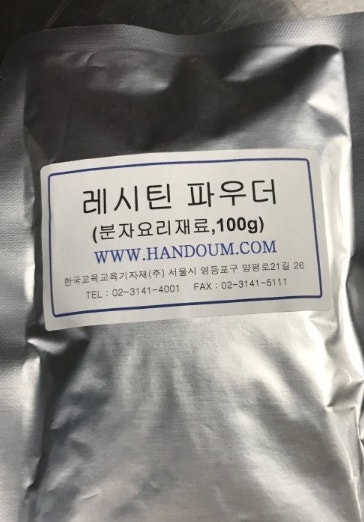 레시틴 파우더
(분자요리재료,100g)
WWW.HANDOUM.COM
한국교육교육기자재(주) 서울시 영등포구 양평로21길 26
TEL : 02-3141-4001 FAX : 02-3141-5111